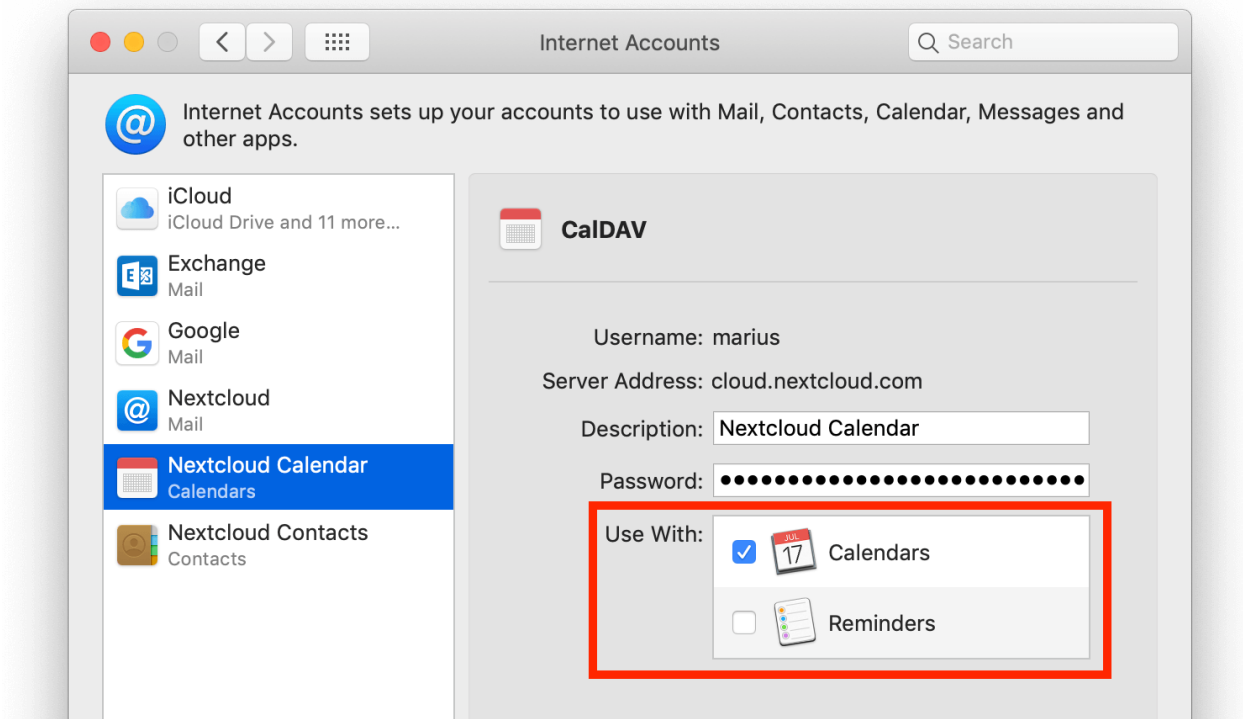 Internet Accounts
Search
Internet Accounts sets up your accounts to use with Mail, Contacts, Calendar, Messages and
other apps.
iCloud
iCloud Drive and 11 more...
Exchange
Mail
Google
Mail
Nextcloud
Mail
Nextcloud Calendar
Calendars
Nextcloud Contacts
Contacts
CalDAV
Username: marius
Server Address: cloud.nextcloud.com
Description: Nextcloud Calendar
Password: ●●●●●●●●●●●●●●●●●●●●●●●●●●●
Use With:
JUL
17
Calendars
Reminders